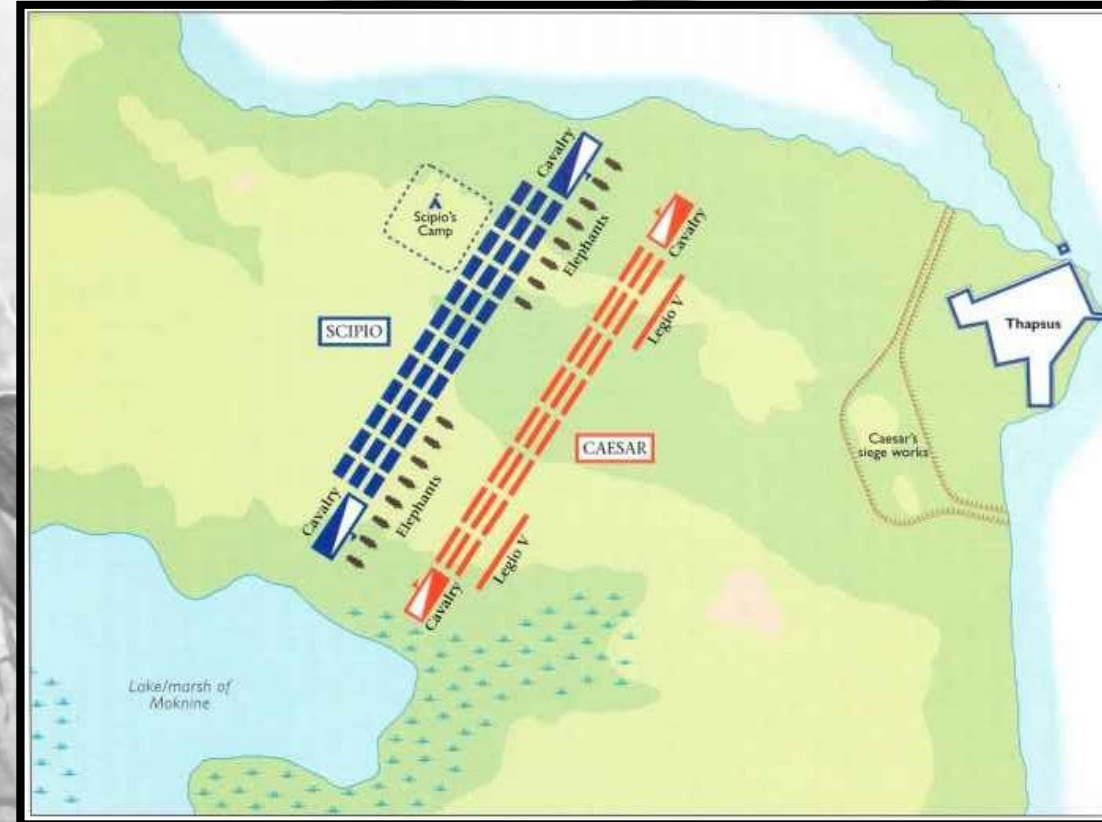 Cavalry
Scipio's
Camp
Elephants
Cavalry
SCIPIO
Legio V
Thapsus
CAESAR
Caesar's
siege works
Cavalry
Elephants
Legio V
Cavalry
Lake/marsh of
Moknine